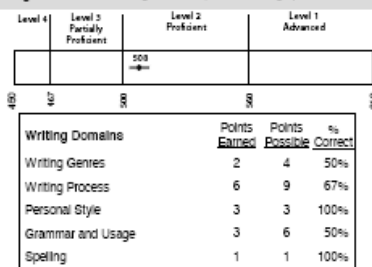 Level 4 Level 3 Level 2 Level 1
Partially Proficient Advanced
Proficient
508
467
Writing Domains Points Points %
Earned Possible Correct
Writing Genres 2 4 50%
Writing Process 6 9 67%
Personal Style 3 3 100%
Grammar and Usage 3 6 50%
Spelling 1 1 100%